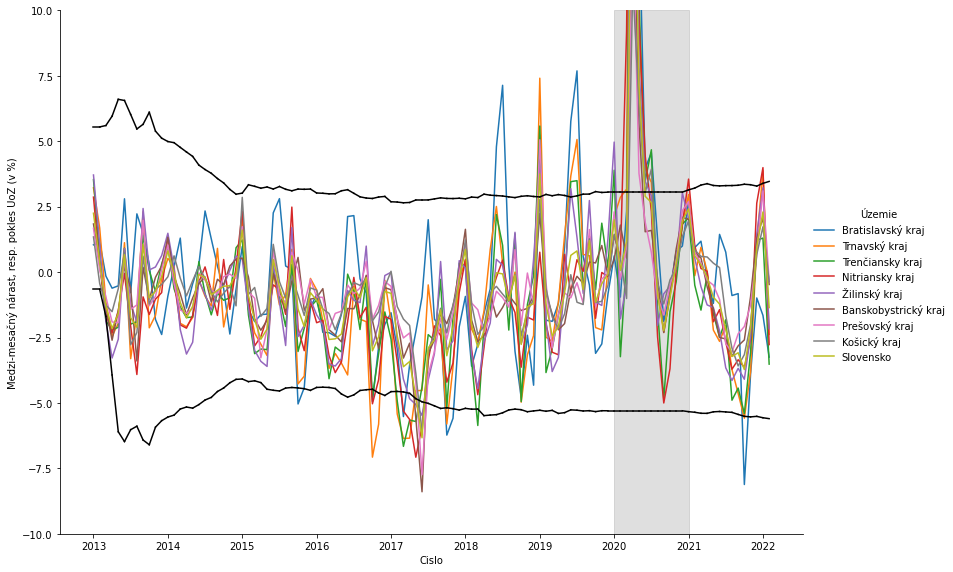 10.0
7.5
5.0
2.5
0.0
−2.5
−5.0
−7.5
−10.0
Medzi-mesačný nárast, resp. pokles UoZ (v %)
2013 2014 2015 2016 2017 2018 2019 2020 2021 2022
Cislo
Územie
Bratislavský kraj
Trnavský kraj
Trenčiansky kraj
Nitriansky kraj
Žilinský kraj
Banskobystrický kraj
Prešovský kraj
Košický kraj
Slovensko